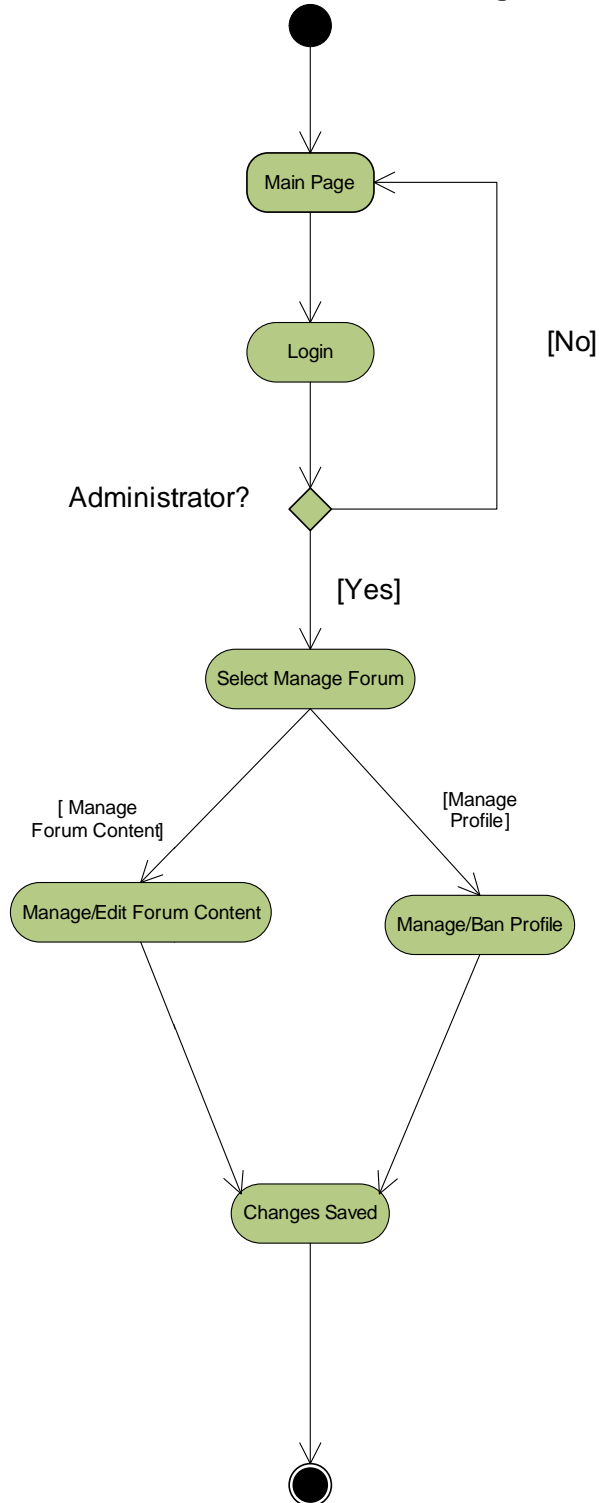 Main Page
Login
[No]
Administrator?
[Yes]
Select Manage Forum
[ Manage
Forum Content]
[Manage
Profile]
Manage/Edit Forum Content
Manage/Ban Profile
Changes Saved